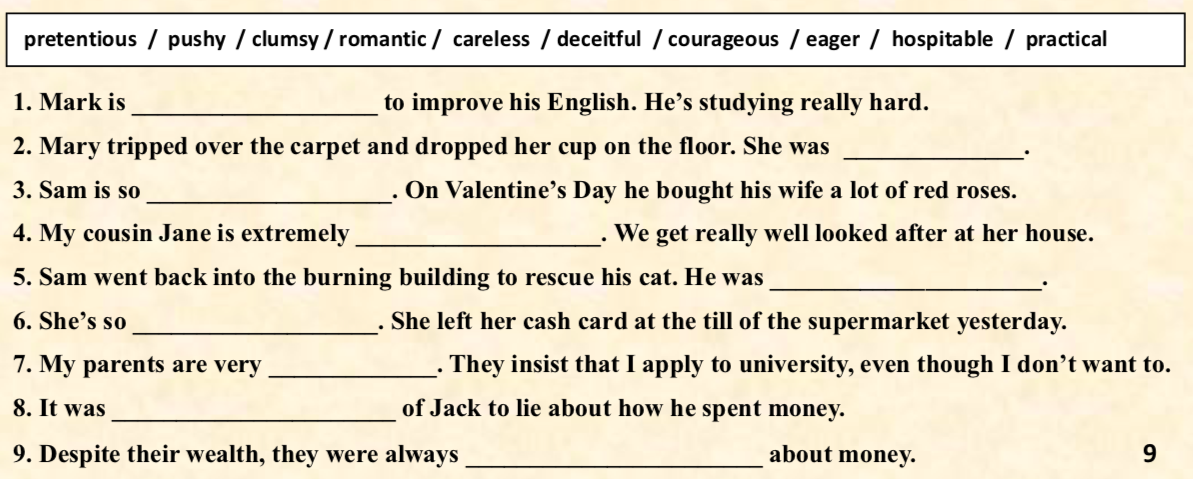 pretentious / pushy / clumsy / romantic / careless / deceitful / courageous / eager / hospitable / practical
1. Mark is ____________________ to improve his English. He’s studying really hard.
2. Mary tripped over the carpet and dropped her cup on the floor. She was _______________.
3. Sam is so ____________________. On Valentine’s Day he bought his wife a lot of red roses.
4. My cousin Jane is extremely ____________________. We get really well looked after at her house.
5. Sam went back into the burning building to rescue his cat. He was ______________________.
6. She’s so ____________________. She left her cash card at the till of the supermarket yesterday.
7. My parents are very ______________. They insist that I apply to university, even though I don’t want to.
8. It was _______________________ of Jack to lie about how he spent money.
9. Despite their wealth, they were always ________________________ about money. 9